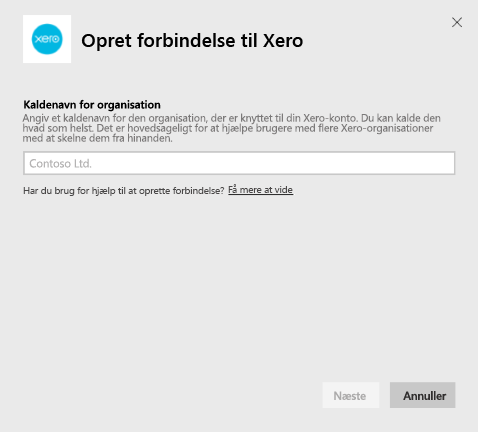 xero
Opret forbindelse til Xero
Kaldenavn for organisation
Angiv et kaldenavn for den organisation, der er knyttet til din Xero-konto. Du kan kalde den
hvad som helst. Det er hovedsageligt for at hjælpe brugere med flere Xero-organisationer
med at skelne dem fra hinanden.
Contoso Ltd.
Har du brug for hjælp til at oprette forbindelse? Få mere at vide
Næste Annuller